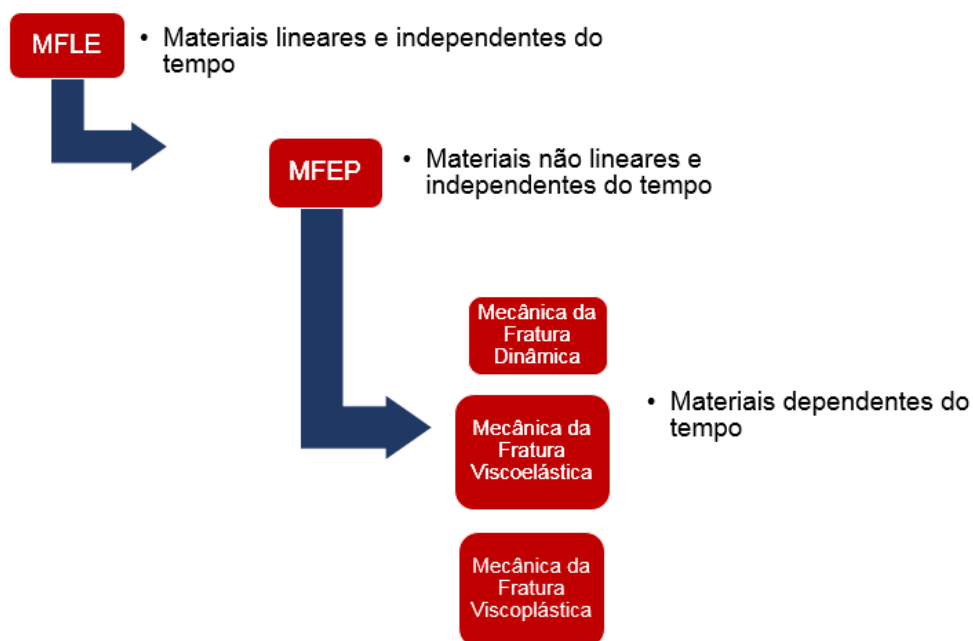 MFLE
• Materiais lineares e independentes do
tempo
MFEP
• Materiais não lineares e
independentes do tempo
Mecânica da
Fratura
Dinâmica
Mecânica da
Fratura
Viscoelástica
• Materiais dependentes do
tempo
Mecânica da
Fratura
Viscoplástica